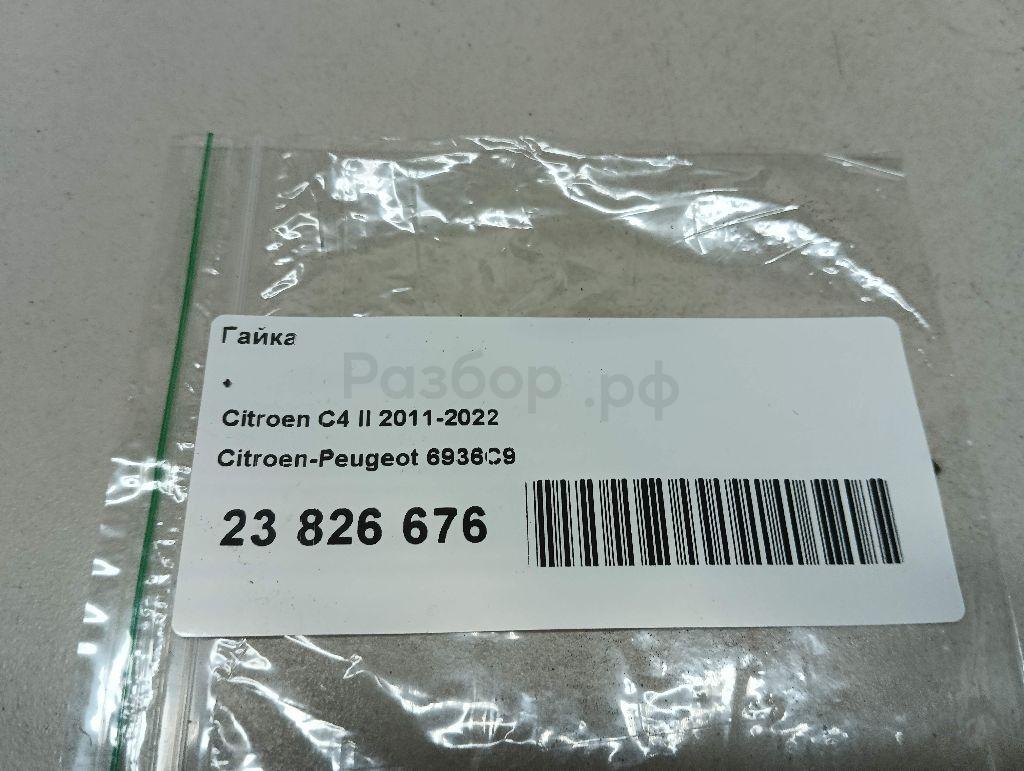 Гайка
Разбор.рф
Citroen C4 II 2011-2022
Citroen-Peugeot 6936C9
23 826 676